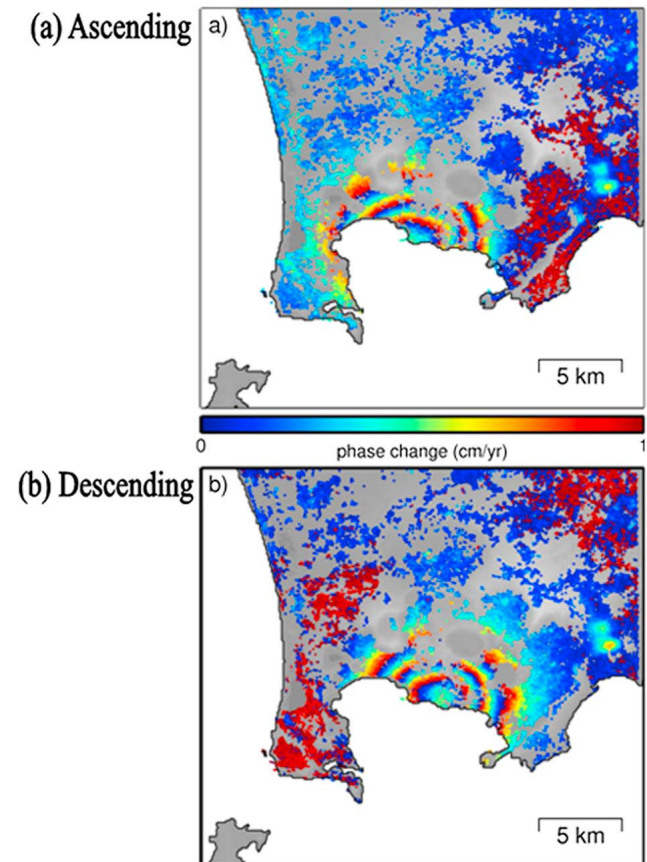 (a) Ascending
a)
5 km
0
1
phase change (cm/yr)
(b) Descending
b)
5 km